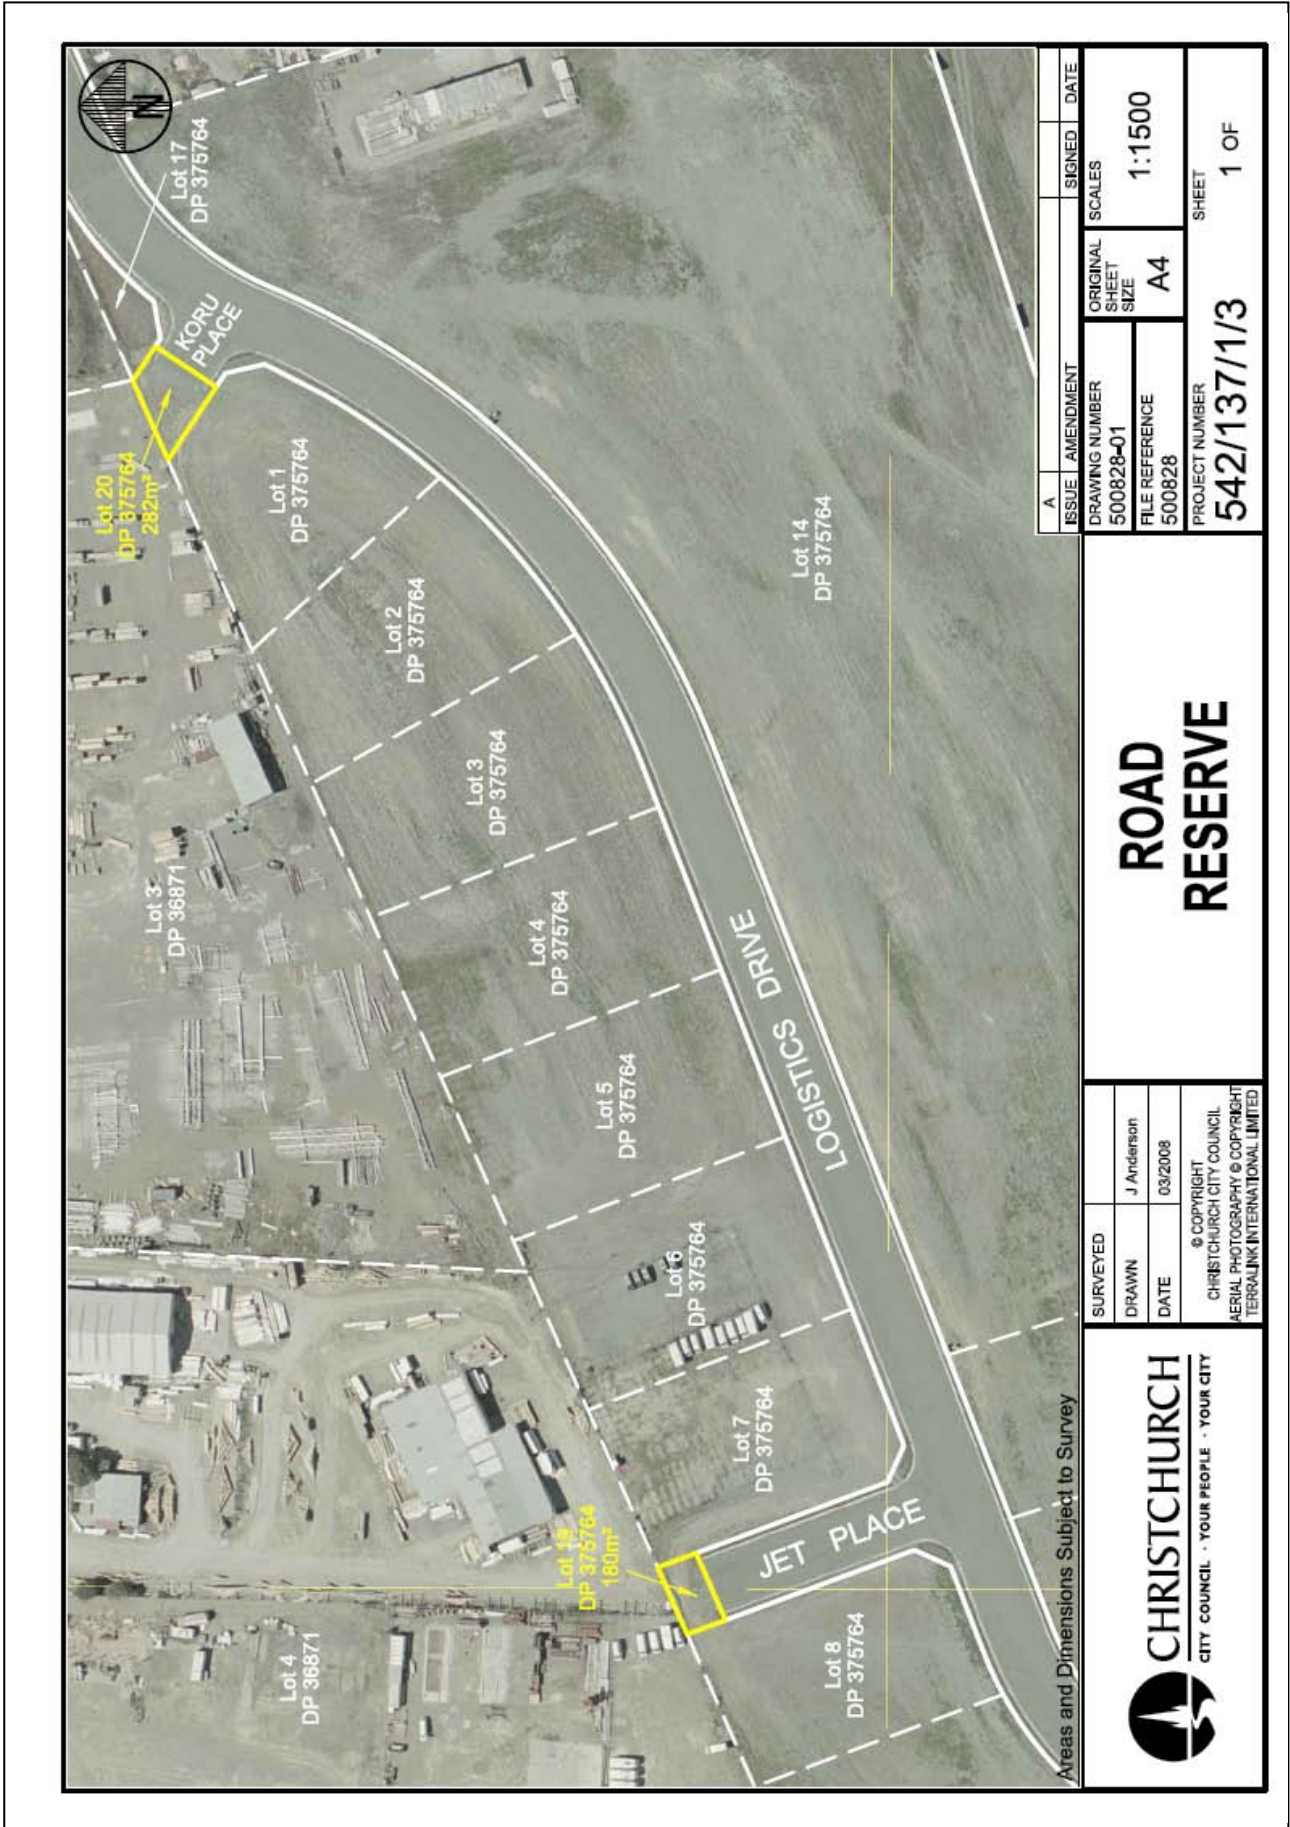 N
Lot 17
DP 375764
KORU
PLACE
Lot 20
DP 375764
282m²
Lot 1
DP 375764
Lot 2
DP 375764
Lot 3
DP 375764
Lot 3
DP 36871
Lot 4
DP 375764
Lot 5
DP 375764
Lot 6
DP 375764
Lot 7
DP 375764
Lot 8
DP 375764
Lot 14
DP 375764
LOGISTICS DRIVE
JET PLACE
DP 375764
180m²
Lot 4
DP 36871
Areas and Dimensions Subject to Survey
CHRISTCHURCH
CITY COUNCIL · YOUR PEOPLE · YOUR CITY
SURVEYED
DRAWN J Anderson
DATE 03/2008
© COPYRIGHT
CHRISTCHURCH CITY COUNCIL
AERIAL PHOTOGRAPHY © COPYRIGHT
TERRALINK INTERNATIONAL LIMITED
ROAD
RESERVE
A
ISSUE AMENDMENT SIGNED DATE
DRAWING NUMBER
500828-01
FILE REFERENCE
500828
ORIGINAL
SHEET
SIZE
A4
SCALES
1:1500
PROJECT NUMBER
542/137/1/3
SHEET
1 OF